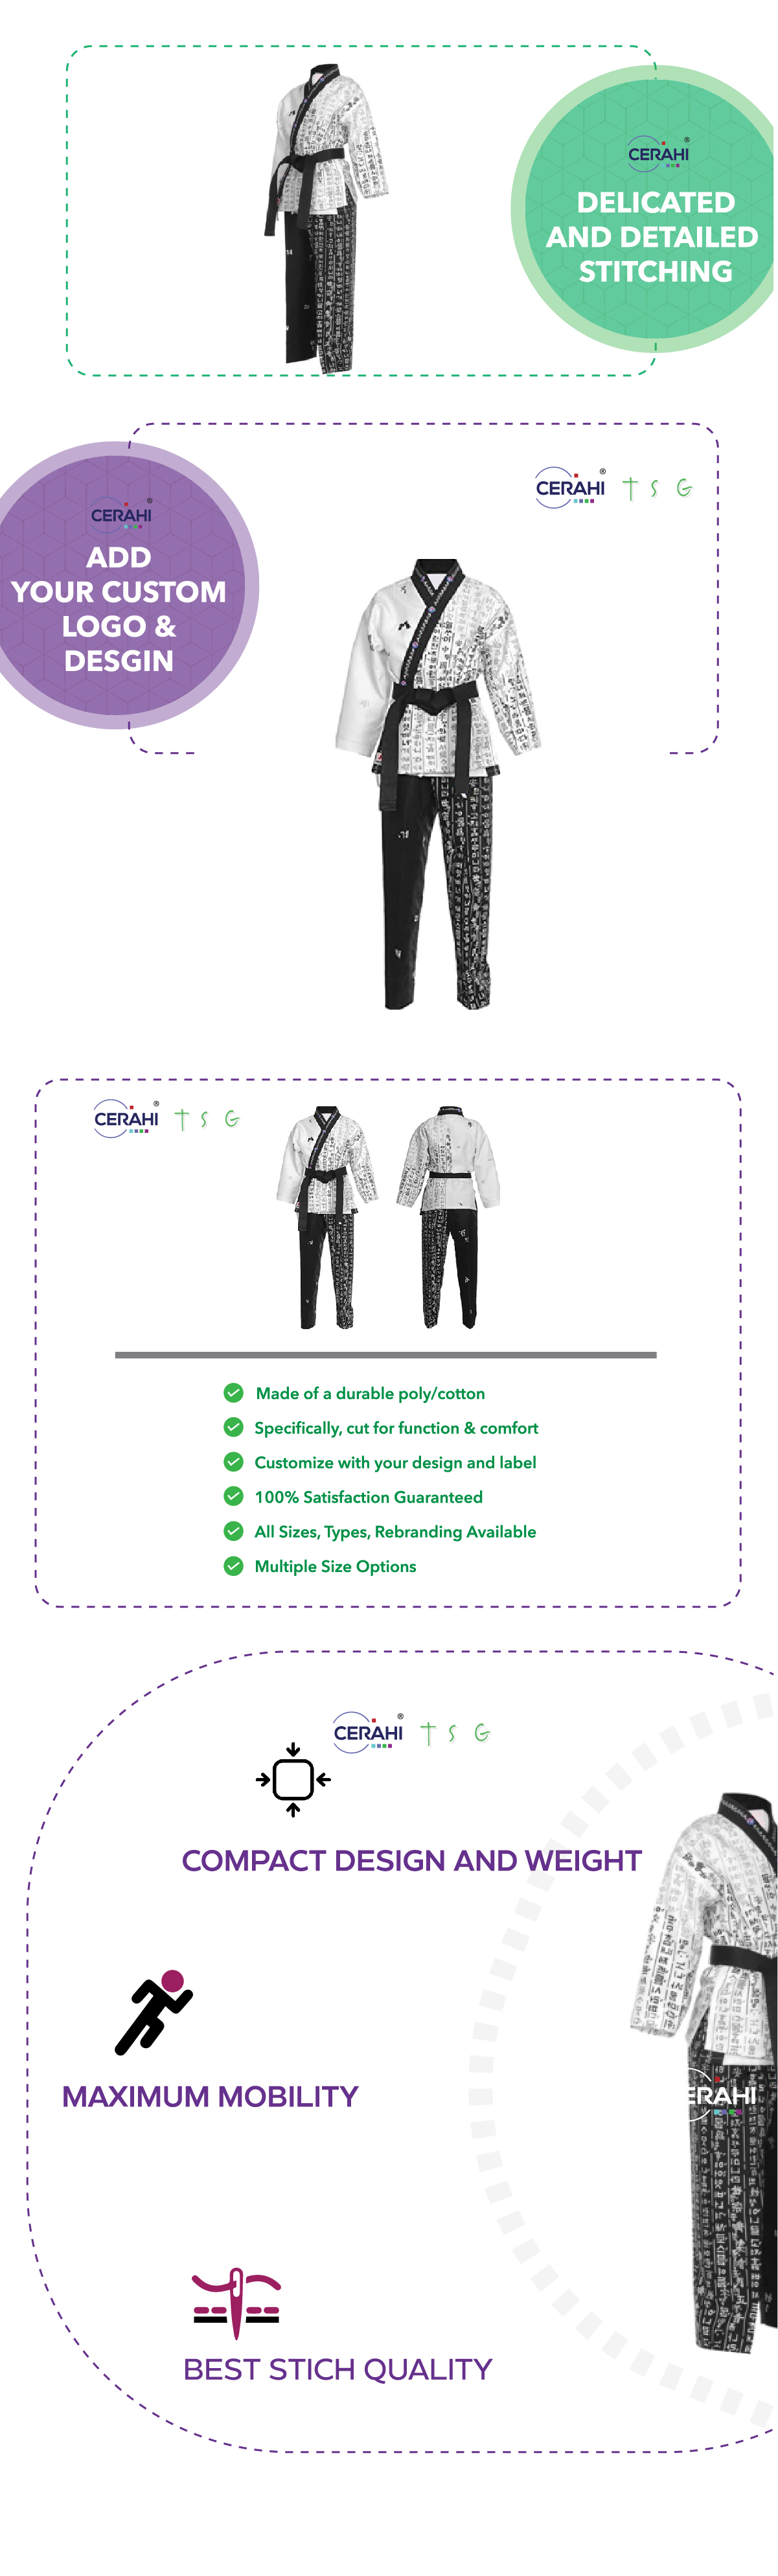 CERAHI ®
DELICATED
AND DETAILED
STITCHING
CERAHI ® T S G
CERAHI ®
ADD
YOUR CUSTOM
LOGO &
DESGIN
CERAHI ® T S G
Made of a durable poly/cotton
Specifically, cut for function & comfort
Customize with your design and label
100% Satisfaction Guaranteed
All Sizes, Types, Rebranding Available
Multiple Size Options
CERAHI ® T S G
COMPACT DESIGN AND WEIGHT
MAXIMUM MOBILITY
ERAHI
BEST STICH QUALITY